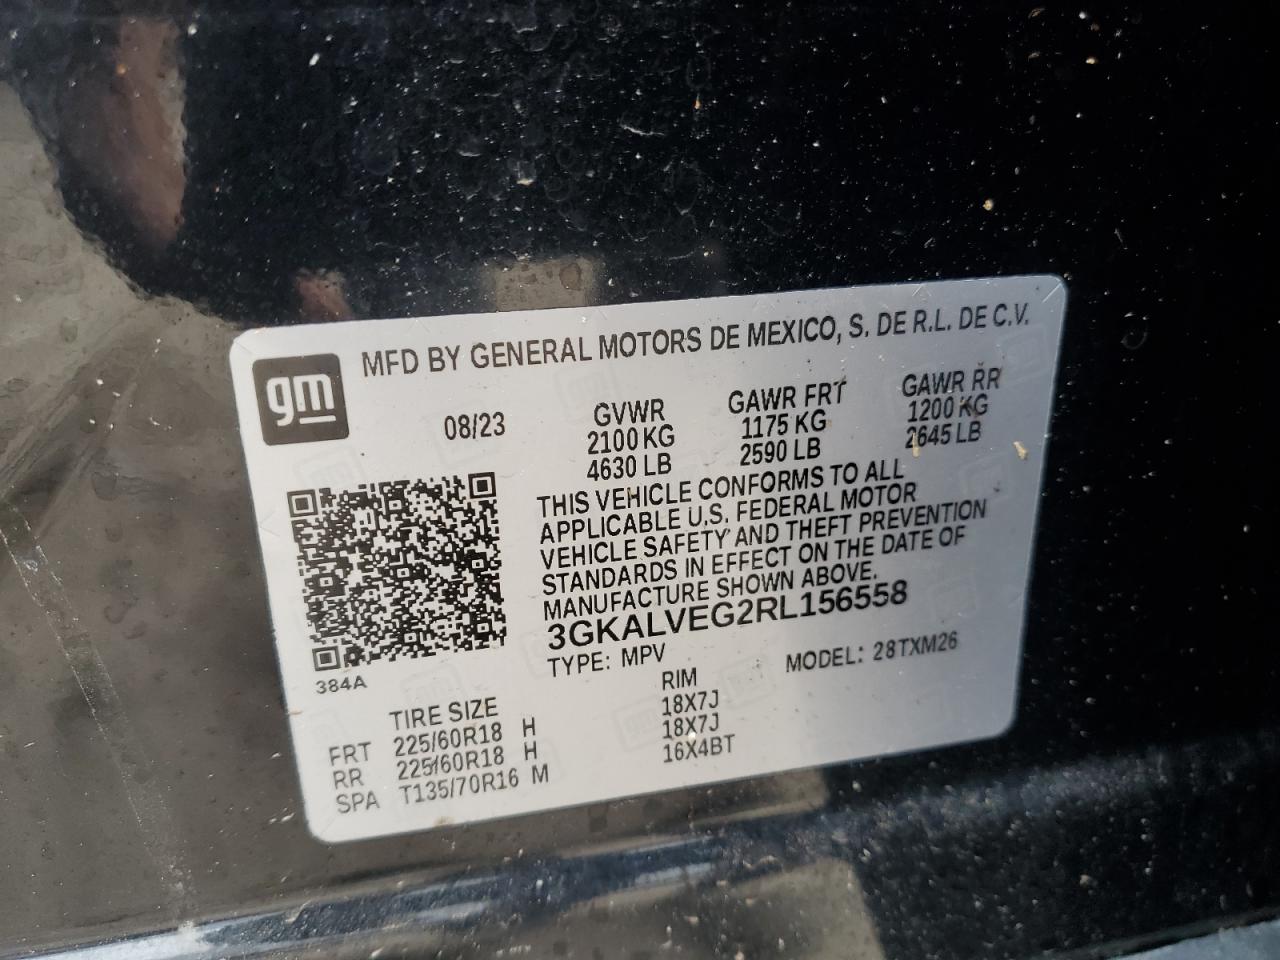 gm
MFD BY GENERAL MOTORS DE MEXICO, S. DE R.L. DE C.V.
08/23
GVWR
2100 KG
4630 LB
GAWR FRT
1175 KG
2590 LB
GAWR RR
1200 KG
2645 LB
THIS VEHICLE CONFORMS TO ALL
APPLICABLE U.S. FEDERAL MOTOR
VEHICLE SAFETY AND THEFT PREVENTION
STANDARDS IN EFFECT ON THE DATE OF
MANUFACTURE SHOWN ABOVE.
3GKALVEG2RL156558
TYPE: MPV
MODEL: 28TXM26
384A
TIRE SIZE RIM
FRT 225/60R18 H 18X7J
RR 225/60R18 H 18X7J
SPA T135/70R16 M 16X4BT